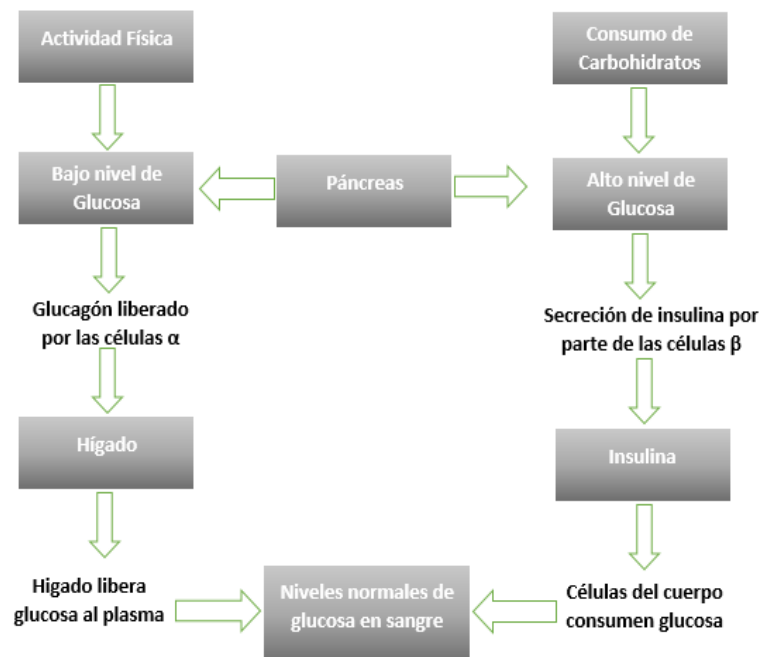 Actividad Física
Consumo de
Carbohidratos
Bajo nivel de
Glucosa
Páncreas
Alto nivel de
Glucosa
Glucagón liberado
por las células α
Secreción de insulina por
parte de las células β
Hígado
Insulina
Higado libera
glucosa al plasma
Niveles normales de
glucosa en sangre
Células del cuerpo
consumen glucosa